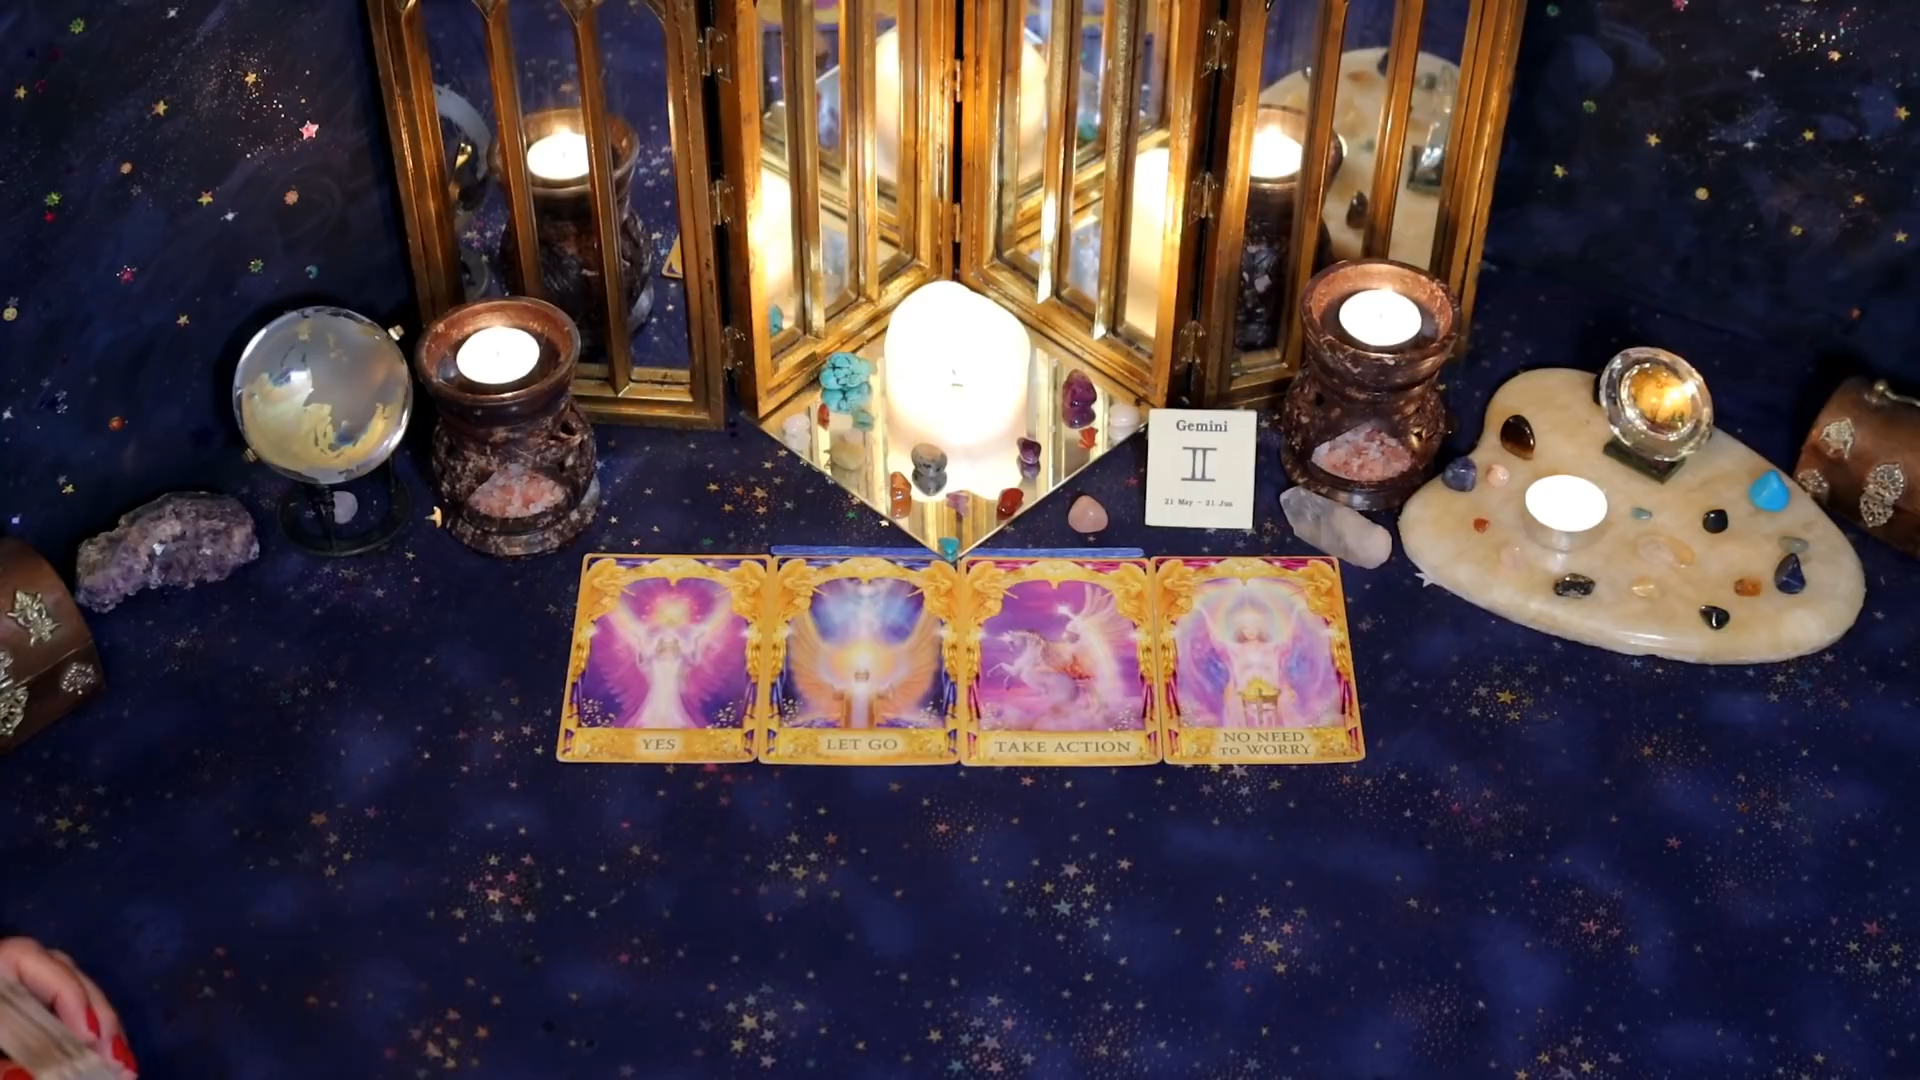 Gemini
♊
21 May - 21 Jun
YES
LET GO
TAKE ACTION
NO NEED
TO WORRY